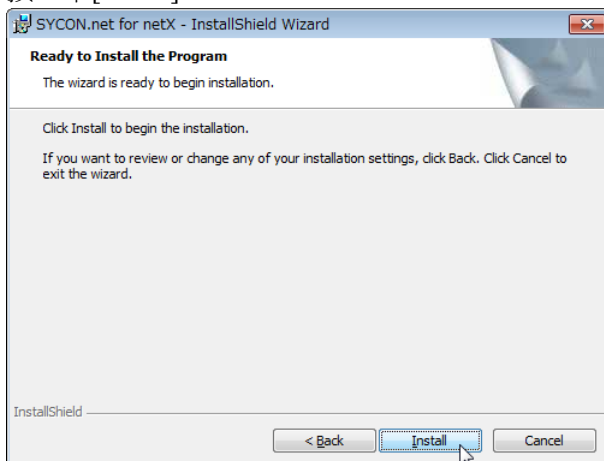 SYCON.net for netX - InstallShield Wizard
Ready to Install the Program
The wizard is ready to begin installation.
Click Install to begin the installation.
If you want to review or change any of your installation settings, click Back. Click Cancel to
exit the wizard.
InstallShield
< Back Install Cancel